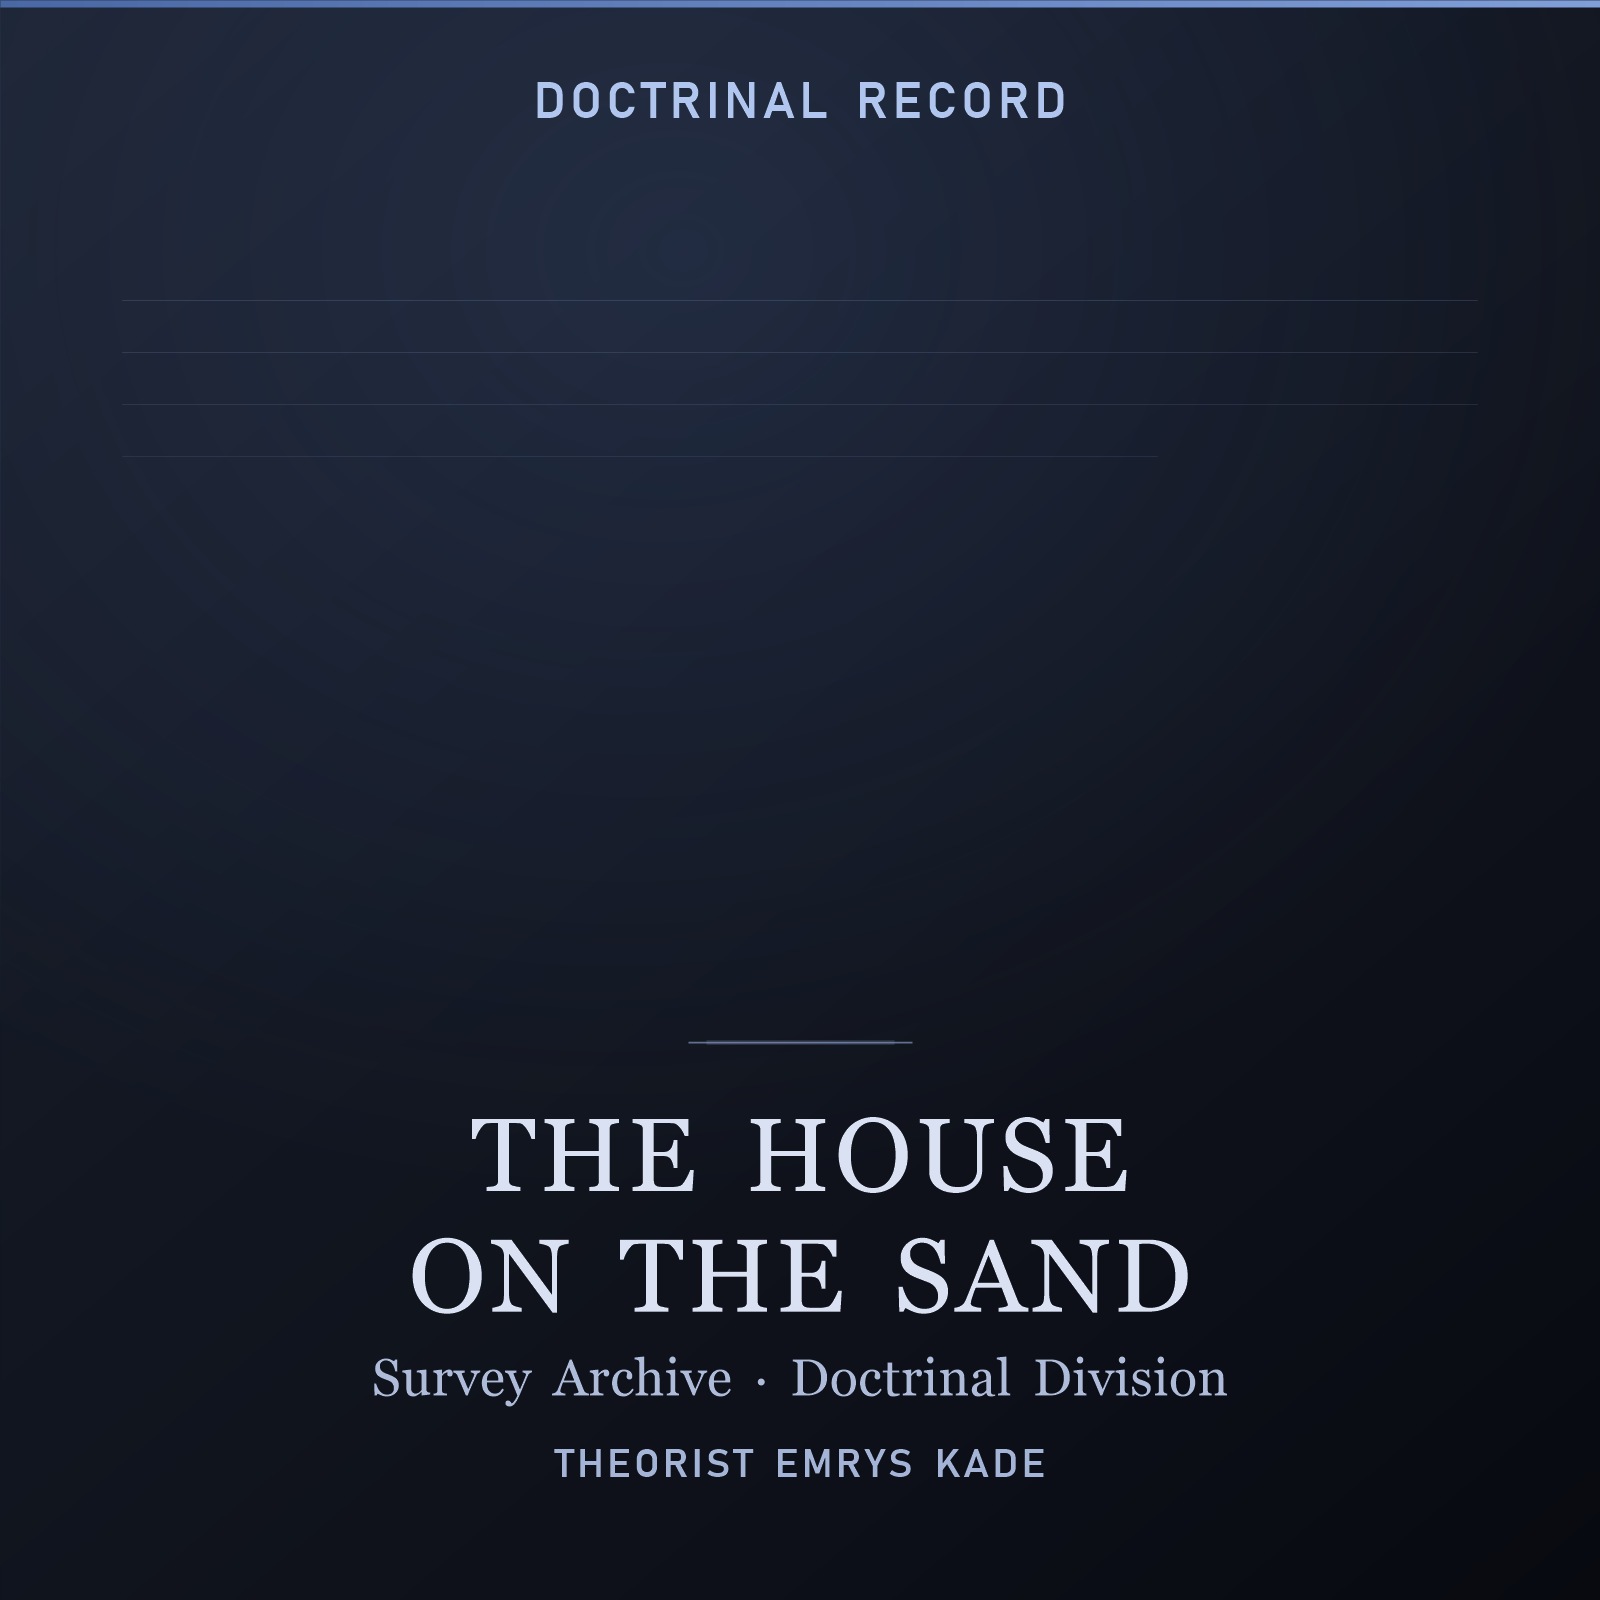 DOCTRINAL RECORD
THE HOUSE
ON THE SAND
Survey Archive · Doctrinal Division
THEORIST EMRYS KADE